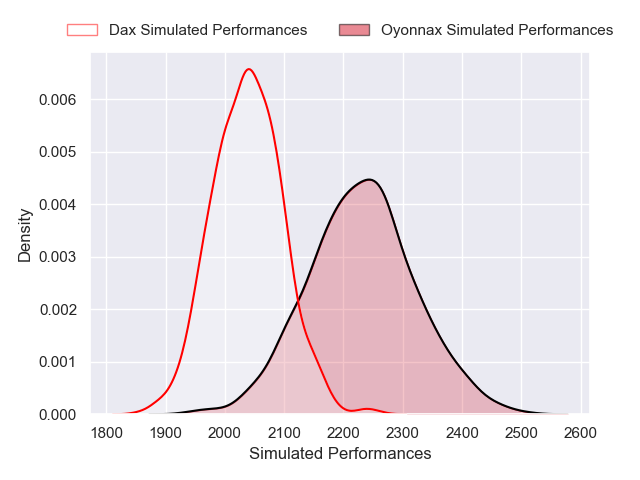 Dax Simulated Performances
Oyonnax Simulated Performances
Density
0.006
0.005
0.004
0.003
0.002
0.001
0.000
1800 1900 2000 2100 2200 2300 2400 2500 2600
Simulated Performances